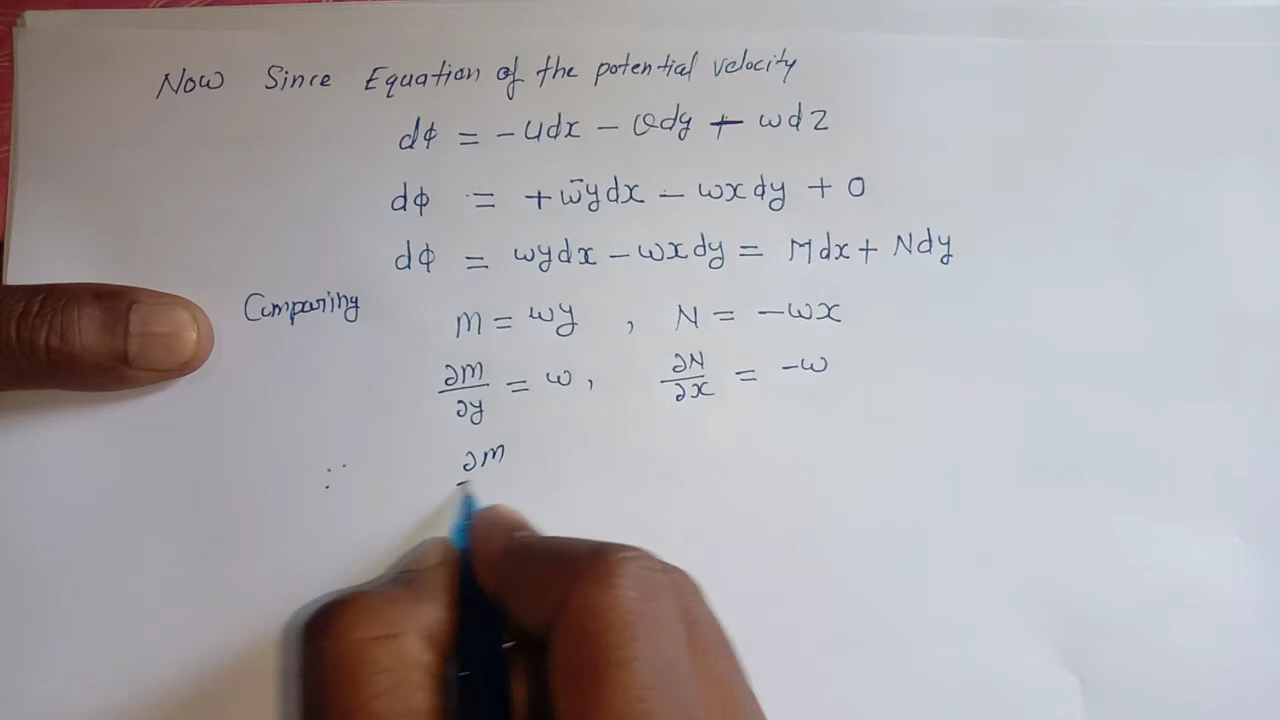 Now Since Equation of the potential velocity
dϕ = -udx - vdy + wdz
dϕ = +ωydx - ωxdy + 0
dϕ = ωydx - ωxdy = Mdx + Ndy
Comparing M = ωy , N = -ωx
∂M/∂y = ω, ∂N/∂x = -ω
∵ ∂M